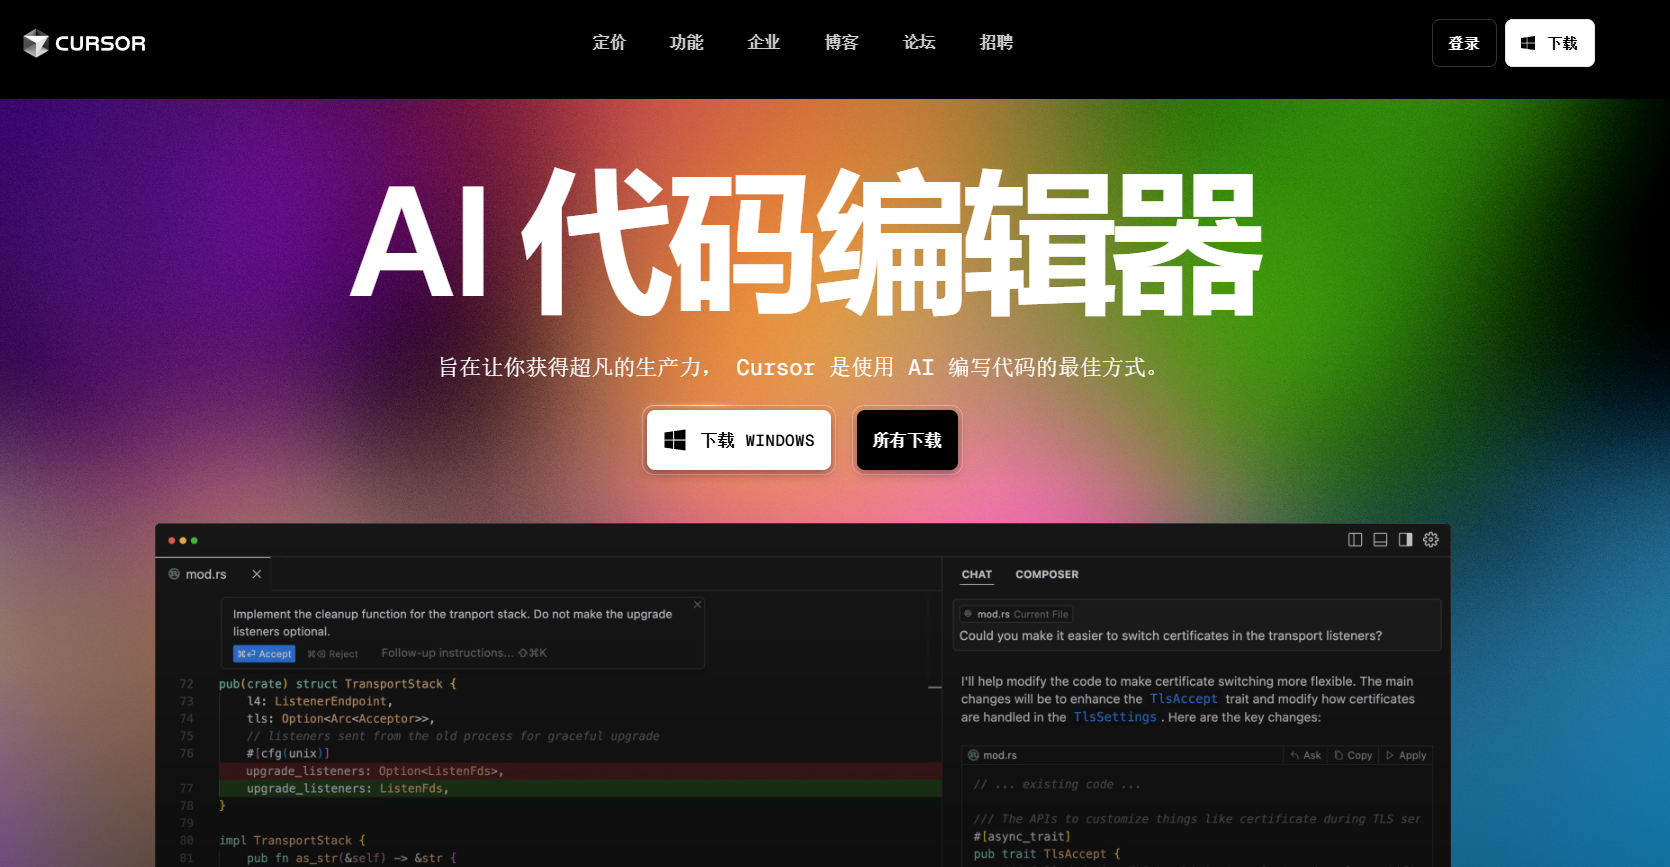 CURSOR
定价 功能 企业 博客 论坛 招聘
登录 下载
AI 代码编辑器
旨在让你获得超凡的生产力， Cursor 是使用 AI 编写代码的最佳方式。
下载 WINDOWS 所有下载
mod.rs
Implement the cleanup function for the tranport stack. Do not make the upgrade
listeners optional.
⌘⏎ Accept ⌘⌫ Reject Follow-up instructions... ⇧⌘K
72 pub(crate) struct TransportStack {
73 l4: ListenerEndpoint,
74 tls: Option<Arc<Acceptor>>,
75 // listeners sent from the old process for graceful upgrade
76 #[cfg(unix)]
upgrade_listeners: Option<ListenFds>,
77 upgrade_listeners: ListenFds,
78 }
79
80 impl TransportStack {
81 pub fn as_str(&self) -> &str {
CHAT COMPOSER
mod.rs Current File
Could you make it easier to switch certificates in the transport listeners?
I'll help modify the code to make certificate switching more flexible. The main
changes will be to enhance the TlsAccept trait and modify how certificates
are handled in the TlsSettings . Here are the key changes:
mod.rs Ask Copy Apply
// ... existing code ...
/// The APIs to customize things like certificate during TLS ser
#[async_trait]
pub trait TlsAccept {